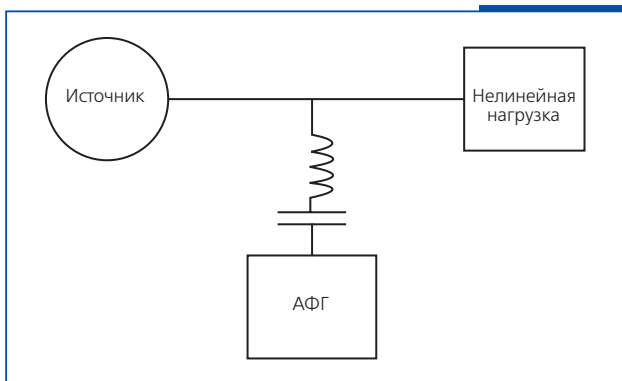 Источник
Нелинейная
нагрузка
АФГ